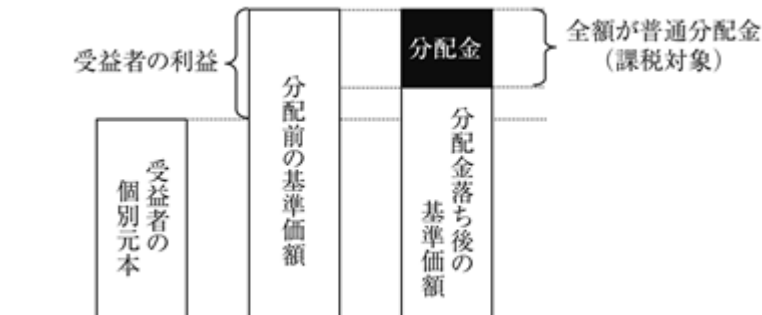 受益者の利益
受益者の
個別元本
分配前の基準価額
分配金
分配金落ち後の
基準価額
全額が普通分配金
（課税対象）